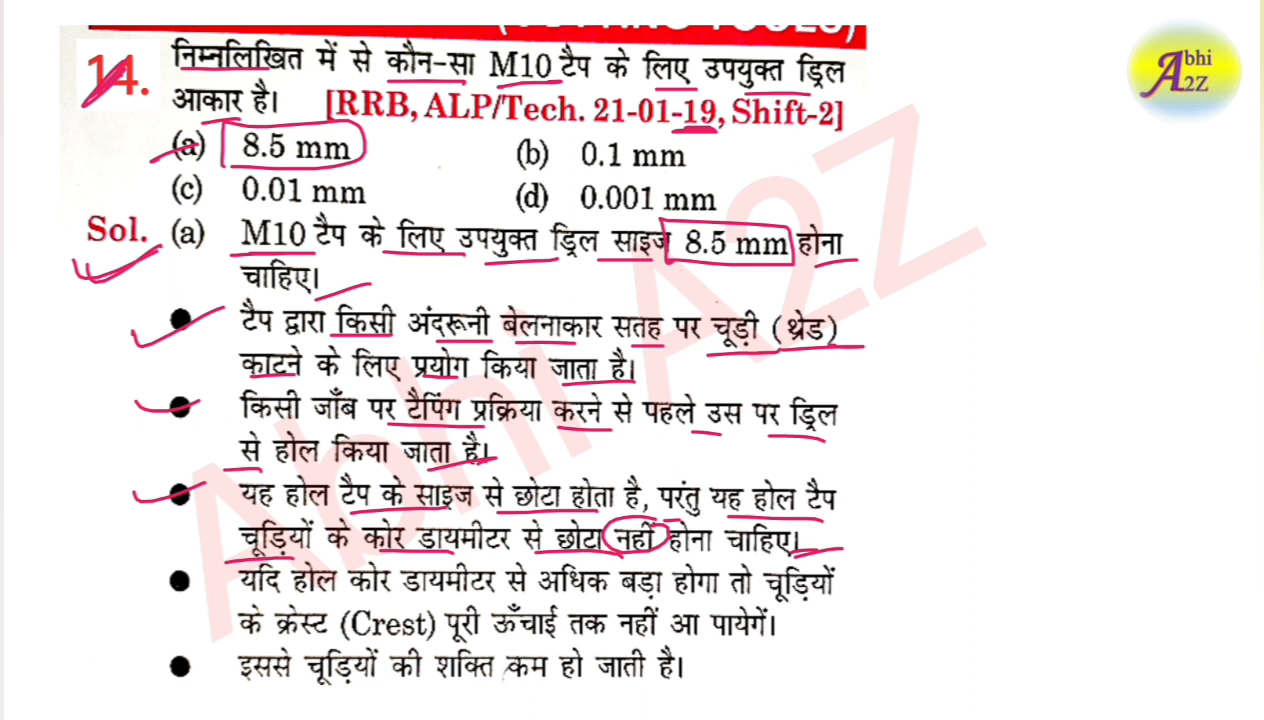 14. निम्नलिखित में से कौन-सा M10 टैप के लिए उपयुक्त ड्रिल
आकार है। [RRB, ALP/Tech. 21-01-19, Shift-2]
(a) 8.5 mm (b) 0.1 mm
(c) 0.01 mm (d) 0.001 mm
Sol. (a) M10 टैप के लिए उपयुक्त ड्रिल साइज 8.5 mm होना
चाहिए।
● टैप द्वारा किसी अंदरूनी बेलनाकार सतह पर चूड़ी (थ्रेड)
काटने के लिए प्रयोग किया जाता है।
● किसी जॉब पर टैपिंग प्रक्रिया करने से पहले उस पर ड्रिल
से होल किया जाता है।
● यह होल टैप के साइज से छोटा होता है, परंतु यह होल टैप
चूड़ियों के कोर डायमीटर से छोटा नहीं होना चाहिए।
● यदि होल कोर डायमीटर से अधिक बड़ा होगा तो चूड़ियों
के क्रेस्ट (Crest) पूरी ऊँचाई तक नहीं आ पायेगें।
● इससे चूड़ियों की शक्ति कम हो जाती है।
Abhi
A2Z
Abhi A2Z